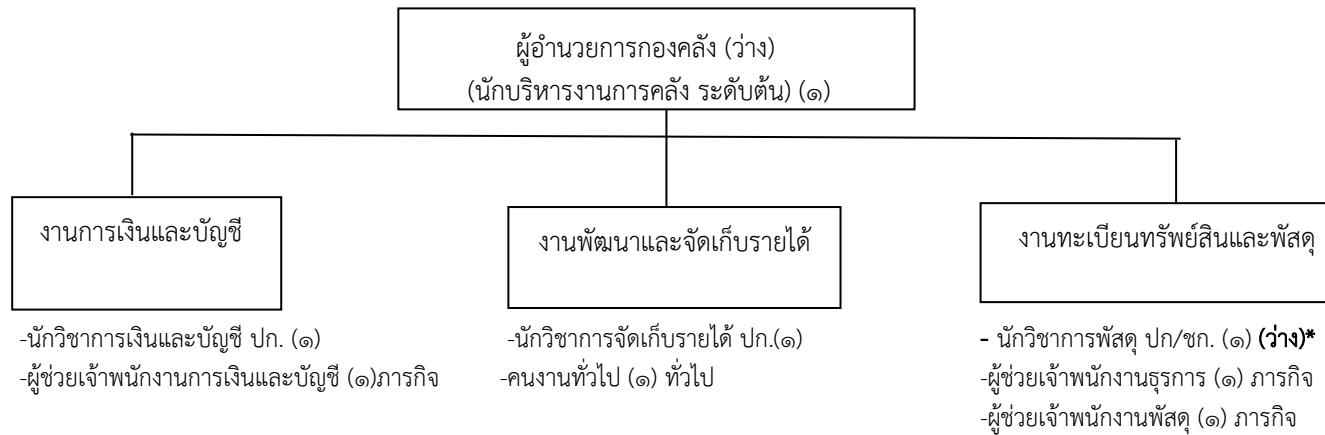 ผู้อำนวยการกองคลัง (ว่าง)
(นักบริหารงานการคลัง ระดับต้น) (๑)
งานการเงินและบัญชี
-นักวิชาการเงินและบัญชี ปก. (๑)
-ผู้ช่วยเจ้าพนักงานการเงินและบัญชี (๑)ภารกิจ
งานพัฒนาและจัดเก็บรายได้
-นักวิชาการจัดเก็บรายได้ ปก.(๑)
-คนงานทั่วไป (๑) ทั่วไป
งานทะเบียนทรัพย์สินและพัสดุ
- นักวิชาการพัสดุ ปก/ชก. (๑) (ว่าง)*
-ผู้ช่วยเจ้าพนักงานธุรการ (๑) ภารกิจ
-ผู้ช่วยเจ้าพนักงานพัสดุ (๑) ภารกิจ